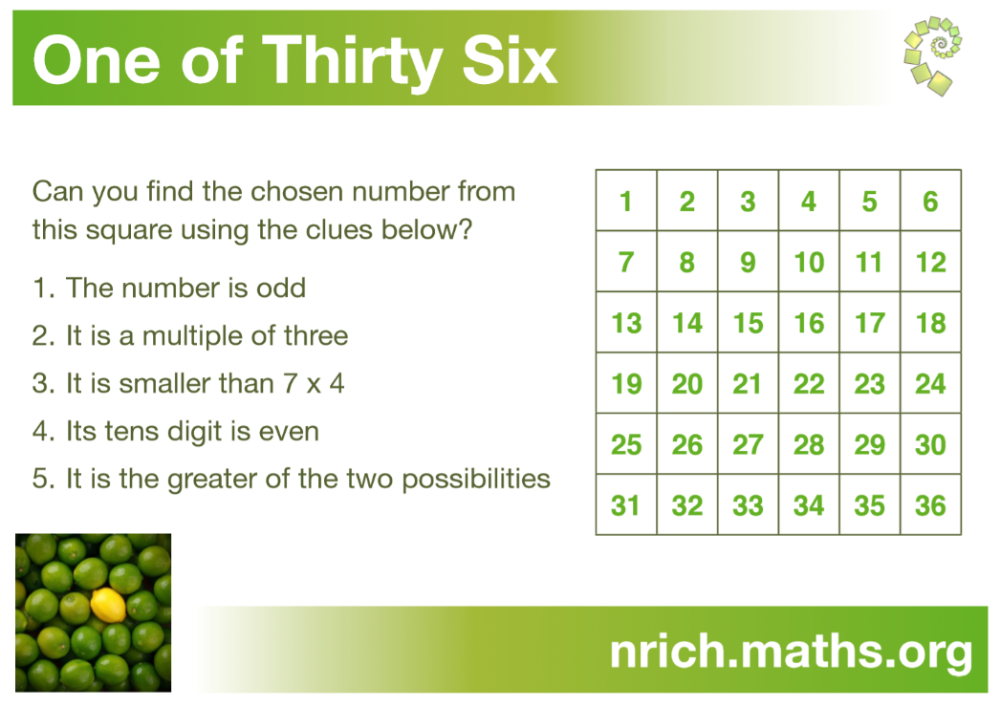 One of Thirty Six
Can you find the chosen number from
this square using the clues below?
1. The number is odd
2. It is a multiple of three
3. It is smaller than 7 x 4
4. Its tens digit is even
5. It is the greater of the two possibilities
1 2 3 4 5 6
7 8 9 10 11 12
13 14 15 16 17 18
19 20 21 22 23 24
25 26 27 28 29 30
31 32 33 34 35 36
nrich.maths.org